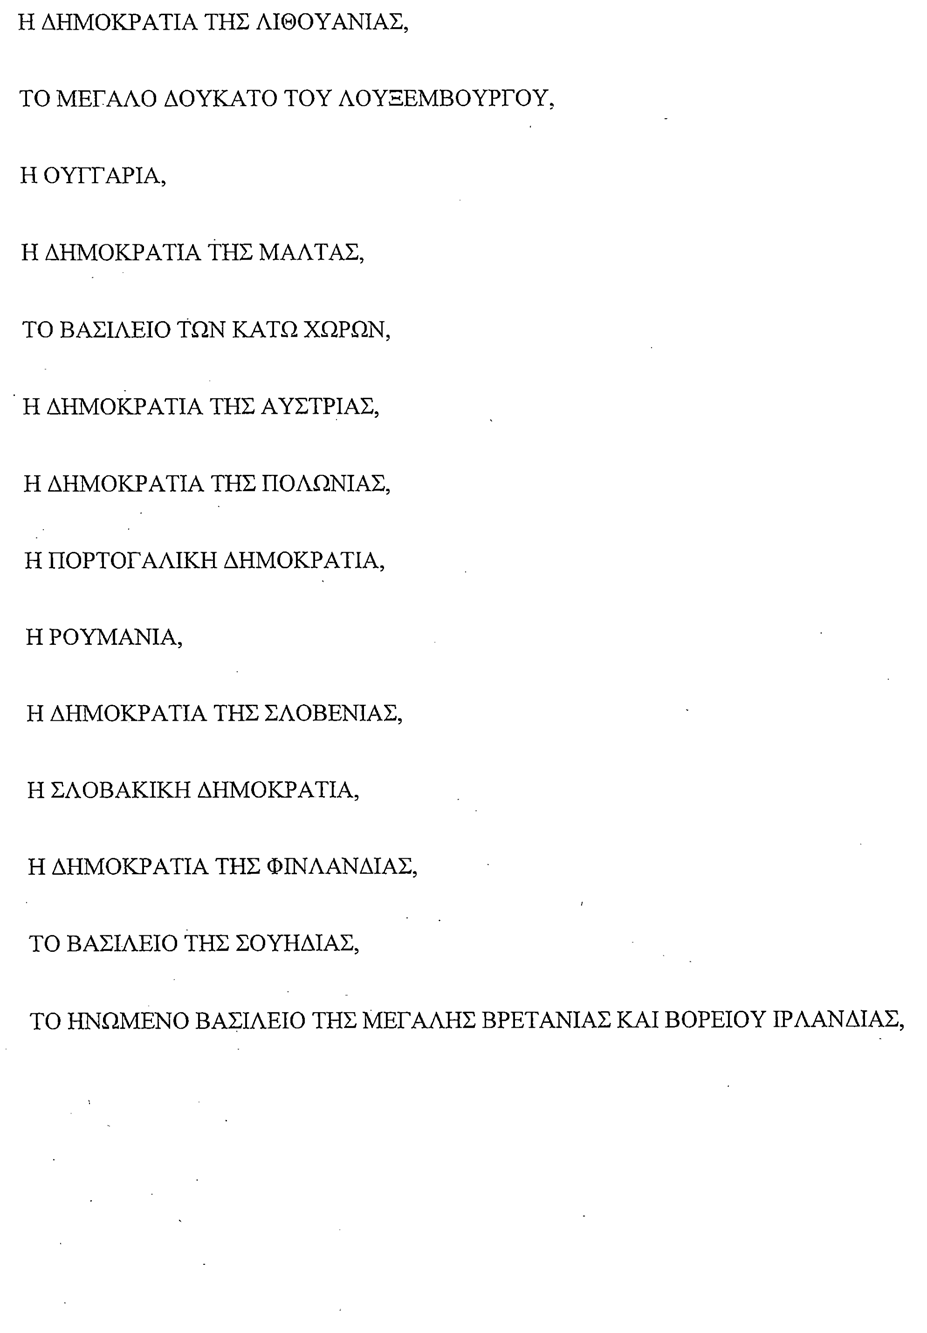 Η ΔΗΜΟΚΡΑΤΙΑ ΤΗΣ ΛΙΘΟΥΑΝΙΑΣ,
ΤΟ ΜΕΓΑΛΟ ΔΟΥΚΑΤΟ ΤΟΥ ΛΟΥΞΕΜΒΟΥΡΓΟΥ,
Η ΟΥΓΓΑΡΙΑ,
Η ΔΗΜΟΚΡΑΤΙΑ ΤΗΣ ΜΑΛΤΑΣ,
ΤΟ ΒΑΣΙΛΕΙΟ ΤΩΝ ΚΑΤΩ ΧΩΡΩΝ,
Η ΔΗΜΟΚΡΑΤΙΑ ΤΗΣ ΑΥΣΤΡΙΑΣ,
Η ΔΗΜΟΚΡΑΤΙΑ ΤΗΣ ΠΟΛΩΝΙΑΣ,
Η ΠΟΡΤΟΓΑΛΙΚΗ ΔΗΜΟΚΡΑΤΙΑ,
Η ΡΟΥΜΑΝΙΑ,
Η ΔΗΜΟΚΡΑΤΙΑ ΤΗΣ ΣΛΟΒΕΝΙΑΣ,
Η ΣΛΟΒΑΚΙΚΗ ΔΗΜΟΚΡΑΤΙΑ,
Η ΔΗΜΟΚΡΑΤΙΑ ΤΗΣ ΦΙΝΛΑΝΔΙΑΣ,
ΤΟ ΒΑΣΙΛΕΙΟ ΤΗΣ ΣΟΥΗΔΙΑΣ,
ΤΟ ΗΝΩΜΕΝΟ ΒΑΣΙΛΕΙΟ ΤΗΣ ΜΕΓΑΛΗΣ ΒΡΕΤΑΝΙΑΣ ΚΑΙ ΒΟΡΕΙΟΥ ΙΡΛΑΝΔΙΑΣ,